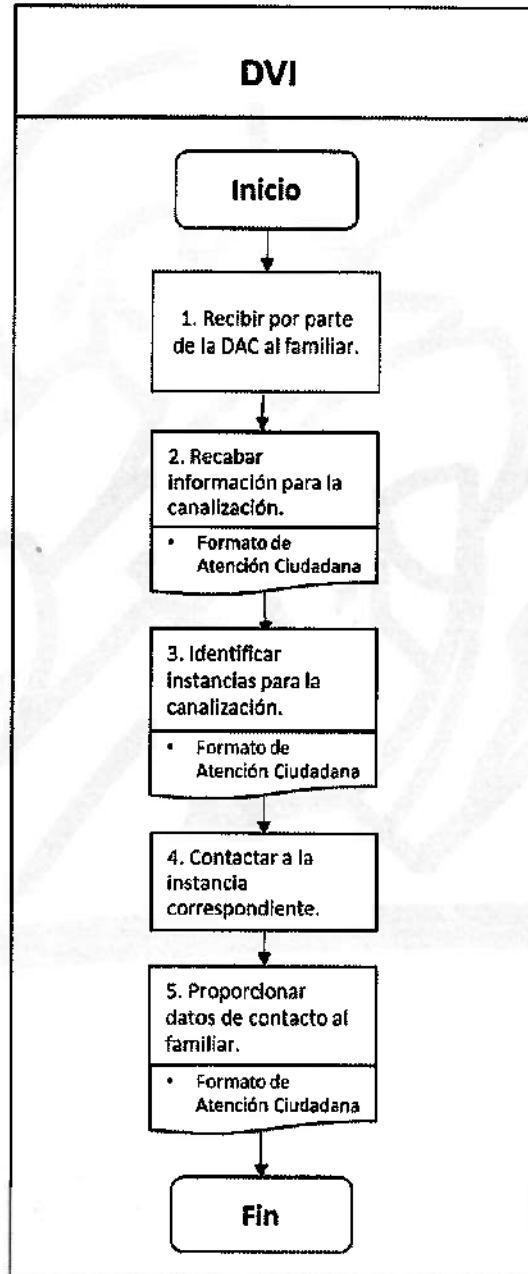 DVI
Inicio
1. Recibir por parte
de la DAC al familiar.
2. Recabar
información para la
canalización.
• Formato de
Atención Ciudadana
3. Identificar
instancias para la
canalización.
• Formato de
Atención Ciudadana
4. Contactar a la
instancia
correspondiente.
5. Proporcionar
datos de contacto al
familiar.
• Formato de
Atención Ciudadana
Fin